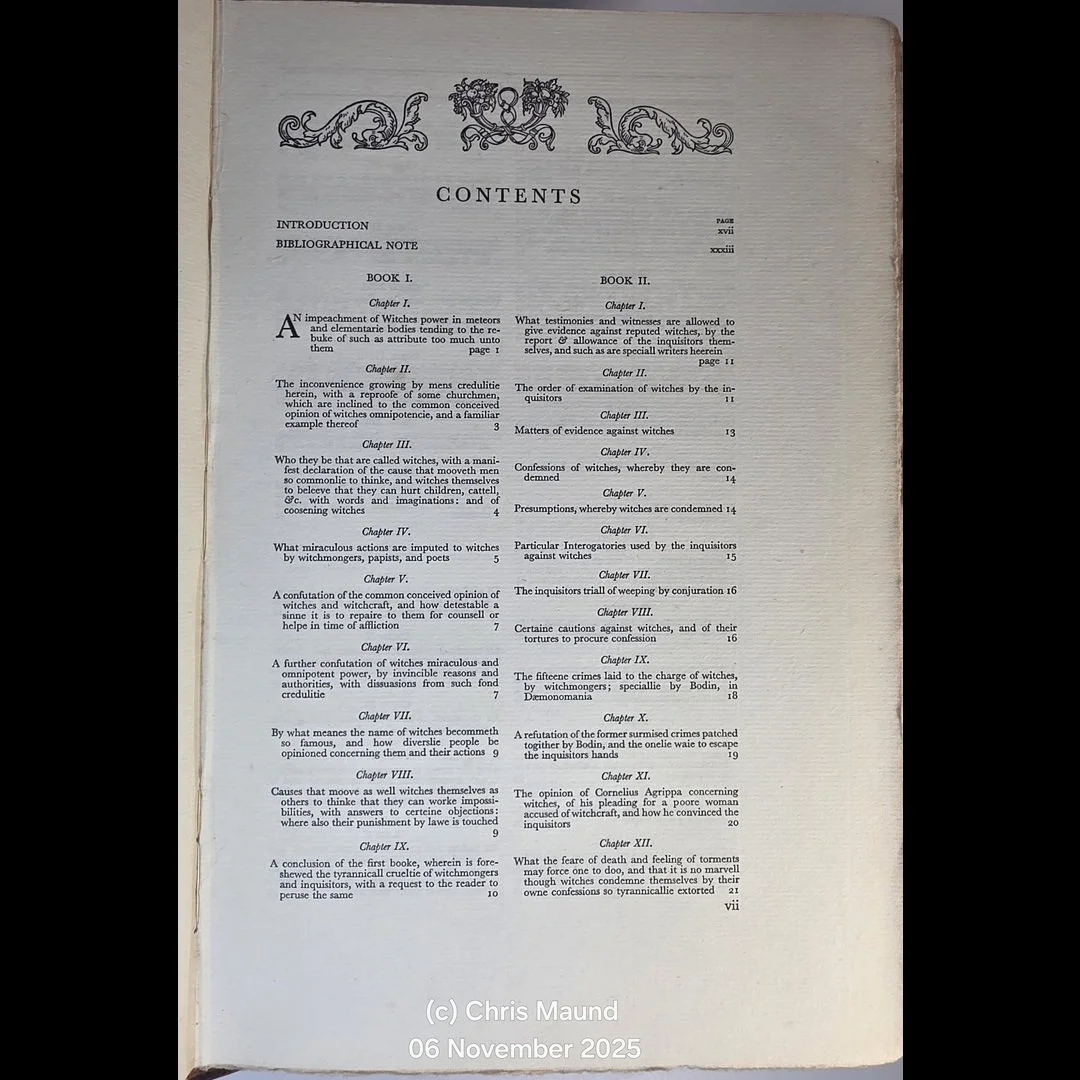 CONTENTS
PAGE
INTRODUCTION xvii
BIBLIOGRAPHICAL NOTE xxxiii
BOOK I.
Chapter I.
AN impeachment of Witches power in meteors
and elementarie bodies tending to the re-
buke of such as attribute too much unto
them page 1
Chapter II.
The inconvenience growing by mens credulitie
herein, with a reproofe of some churchmen,
which are inclined to the common conceived
opinion of witches omnipotencie, and a familiar
example thereof 3
Chapter III.
Who they be that are called witches, with a mani-
fest declaration of the cause that mooveth men
so commonlie to thinke, and witches themselves
to beleeve that they can hurt children, cattell,
&c. with words and imaginations: and of
coosening witches 4
Chapter IV.
What miraculous actions are imputed to witches
by witchmongers, papists, and poets 5
Chapter V.
A confutation of the common conceived opinion of
witches and witchcraft, and how detestable a
sinne it is to repaire to them for counsell or
helpe in time of affliction 7
Chapter VI.
A further confutation of witches miraculous and
omnipotent power, by invincible reasons and
authorities, with dissuasions from such fond
credulitie 7
Chapter VII.
By what meanes the name of witches becommeth
so famous, and how diverslie people be
opinioned concerning them and their actions 9
Chapter VIII.
Causes that moove as well witches themselves as
others to thinke that they can worke impossi-
bilities, with answers to certeine objections:
where also their punishment by lawe is touched
9
Chapter IX.
A conclusion of the first booke, wherein is fore-
shewed the tyrannicall crueltie of witchmongers
and inquisitors, with a request to the reader to
peruse the same 10
BOOK II.
Chapter I.
What testimonies and witnesses are allowed to
give evidence against reputed witches, by the
report & allowance of the inquisitors them-
selves, and such as are speciall writers heerein
page 11
Chapter II.
The order of examination of witches by the in-
quisitors 11
Chapter III.
Matters of evidence against witches 13
Chapter IV.
Confessions of witches, whereby they are con-
demned 14
Chapter V.
Presumptions, whereby witches are condemned 14
Chapter VI.
Particular Interogatories used by the inquisitors
against witches 15
Chapter VII.
The inquisitors triall of weeping by conjuration 16
Chapter VIII.
Certaine cautions against witches, and of their
tortures to procure confession 16
Chapter IX.
The fifteene crimes laid to the charge of witches,
by witchmongers; speciallie by Bodin, in
Dæmonomania 18
Chapter X.
A refutation of the former surmised crimes patched
togither by Bodin, and the onelie waie to escape
the inquisitors hands 19
Chapter XI.
The opinion of Cornelius Agrippa concerning
witches, of his pleading for a poore woman
accused of witchcraft, and how he convinced the
inquisitors 20
Chapter XII.
What the feare of death and feeling of torments
may force one to doo, and that it is no marvell
though witches condemne themselves by their
owne confessions so tyrannicallie extorted 21
vii
(c) Chris Maund
06 November 2025